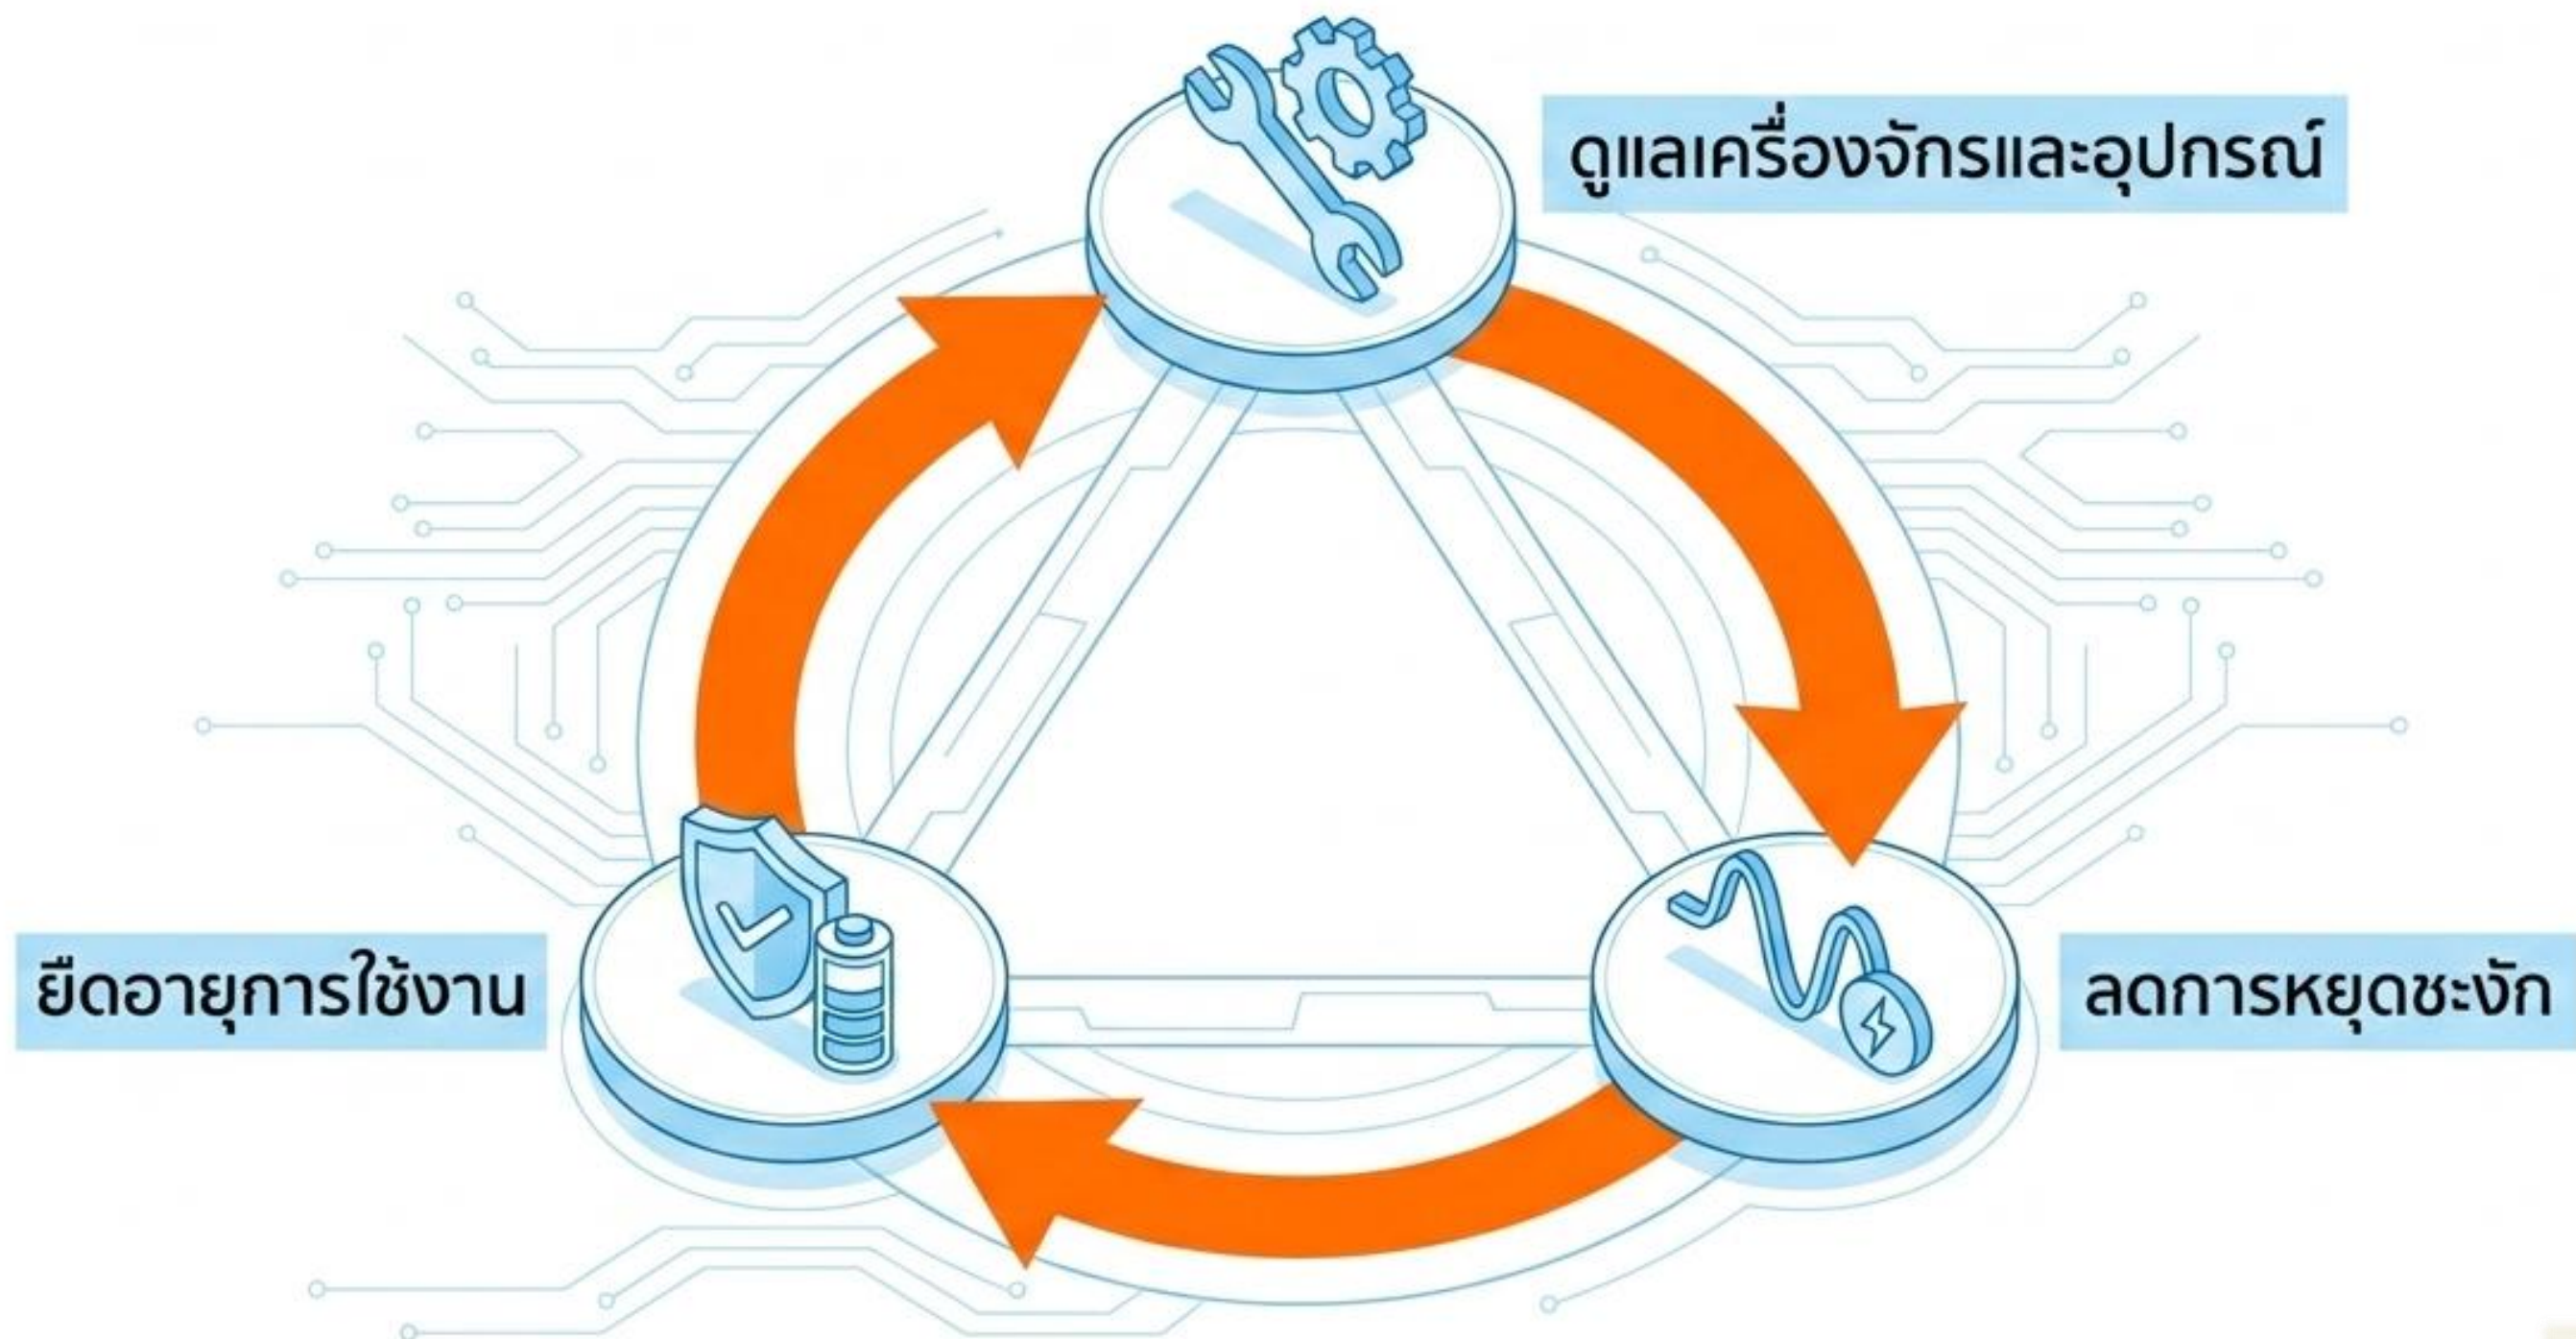 ดูแลเครื่องจักรและอุปกรณ์
ยืดอายุการใช้งาน
ลดการหยุดชะงัก